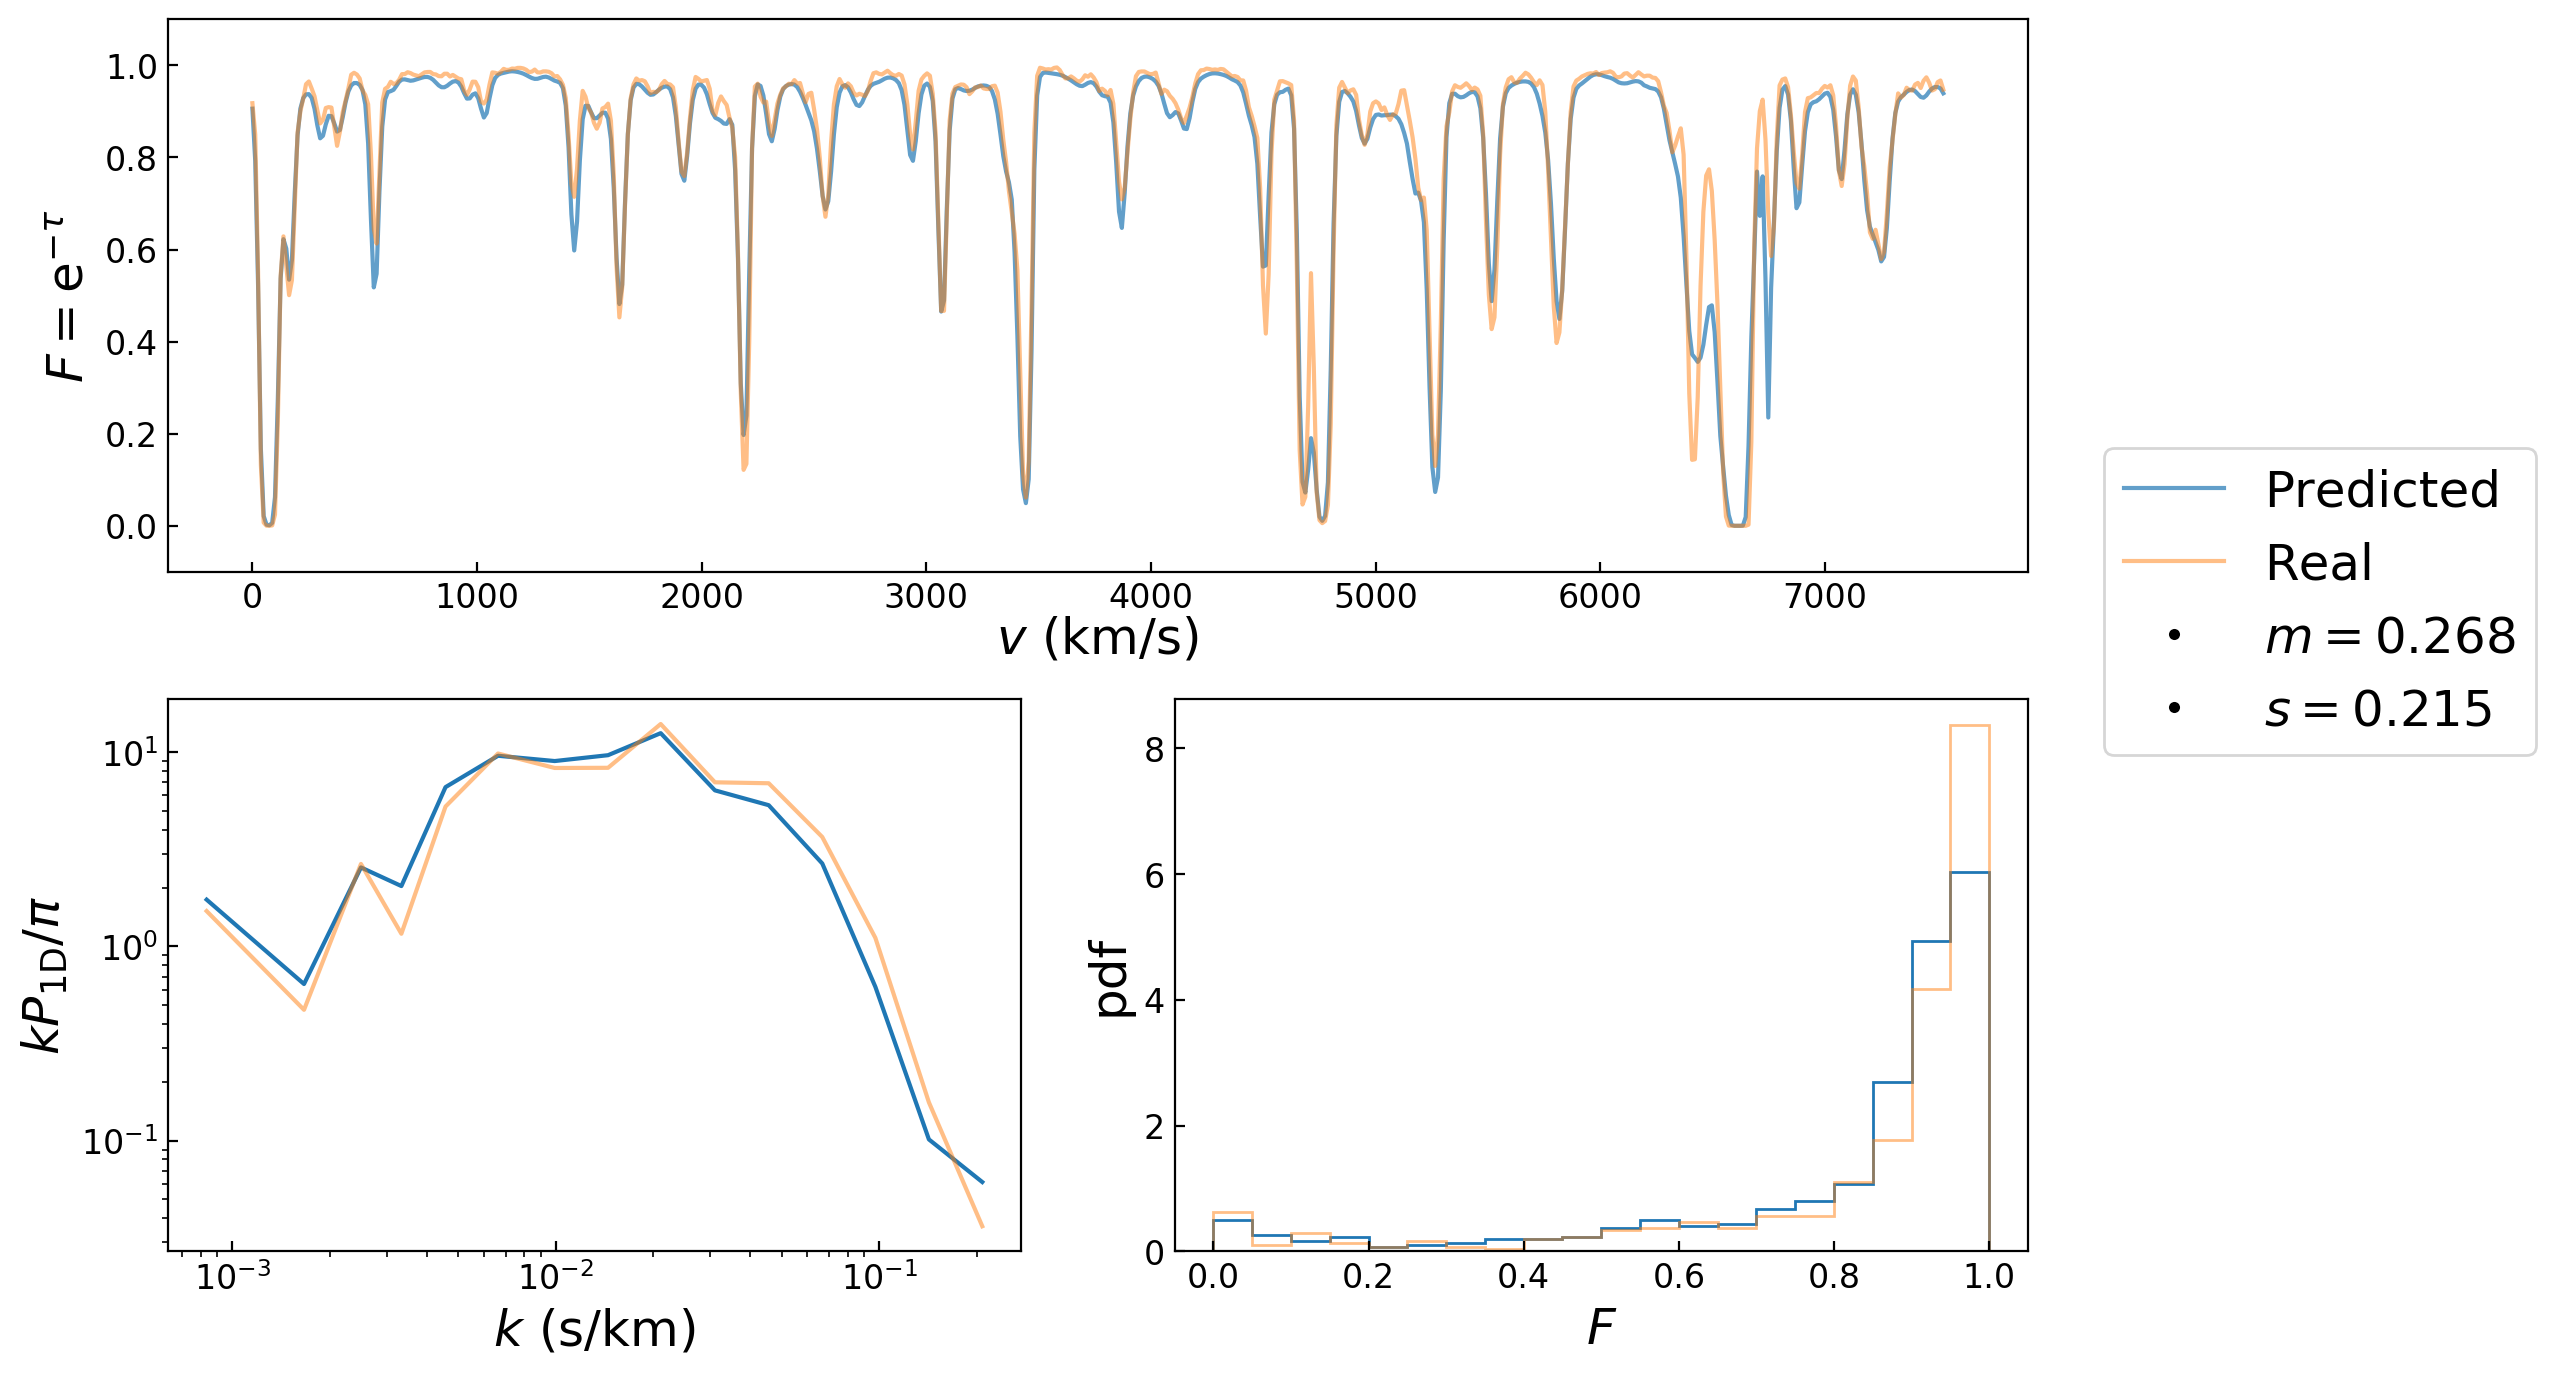 1.0
0.8
0.6
0.4
0.2
0.0
F = e^{-τ}
0 1000 2000 3000 4000 5000 6000 7000
v (km/s)
Predicted
Real
m = 0.268
s = 0.215
10^1
10^0
10^{-1}
kP_{1D}/π
10^{-3} 10^{-2} 10^{-1}
k (s/km)
8
6
4
2
0
pdf
0.0 0.2 0.4 0.6 0.8 1.0
F